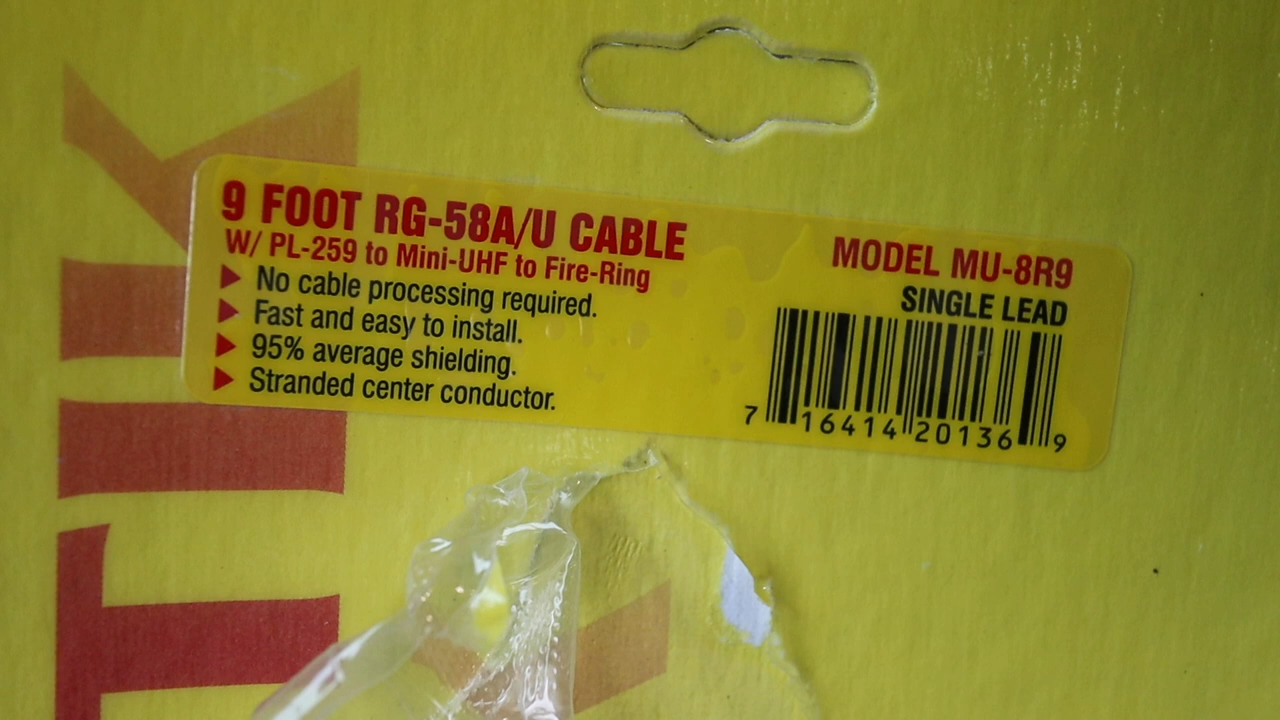 9 FOOT RG-58A/U CABLE
W/ PL-259 to Mini-UHF to Fire-Ring
No cable processing required.
Fast and easy to install.
95% average shielding.
Stranded center conductor.
MODEL MU-8R9
SINGLE LEAD
7 16414 20136 9
TIK